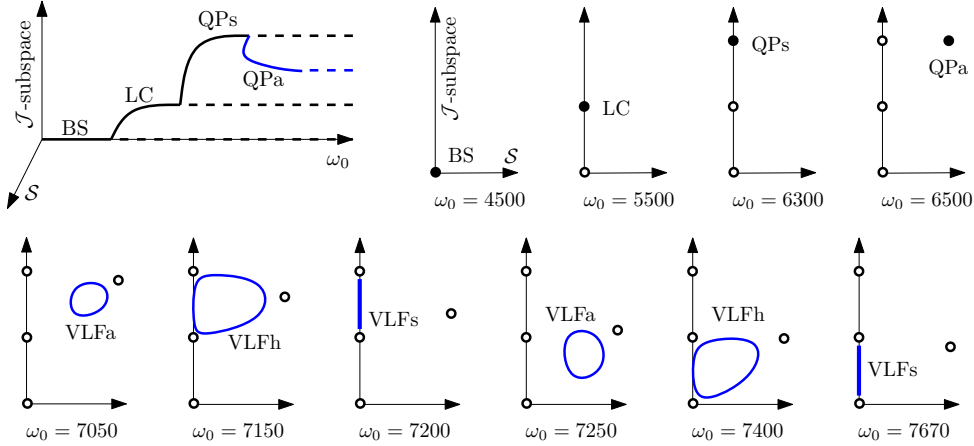 QPs
𝒥-subspace
LC
QPa
BS
ω₀
𝒮
𝒥-subspace
BS
𝒮
ω₀ = 4500
LC
ω₀ = 5500
QPs
ω₀ = 6300
QPa
ω₀ = 6500
VLFa
ω₀ = 7050
VLFh
ω₀ = 7150
VLFs
ω₀ = 7200
VLFa
ω₀ = 7250
VLFh
ω₀ = 7400
VLFs
ω₀ = 7670